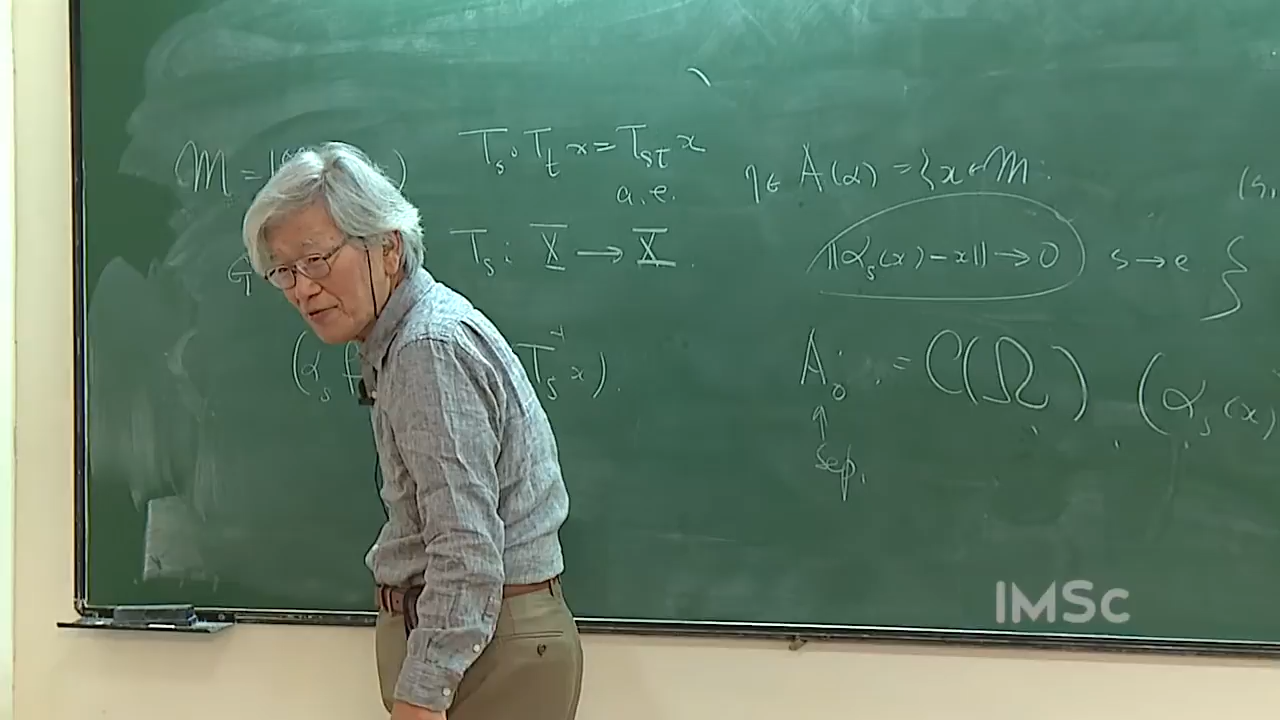 M = )
T_s ∘ T_t x = T_{st} x
a.e.
G
T_s : X → X .
(α_s f T_s^{-1} x).
η ∈ A(α) = {x ∈ M :
‖α_s(x) − x‖ → 0 s → e }
(s,
A_0 = C(Ω) (α_s(x)
↑
sep.
IMSc